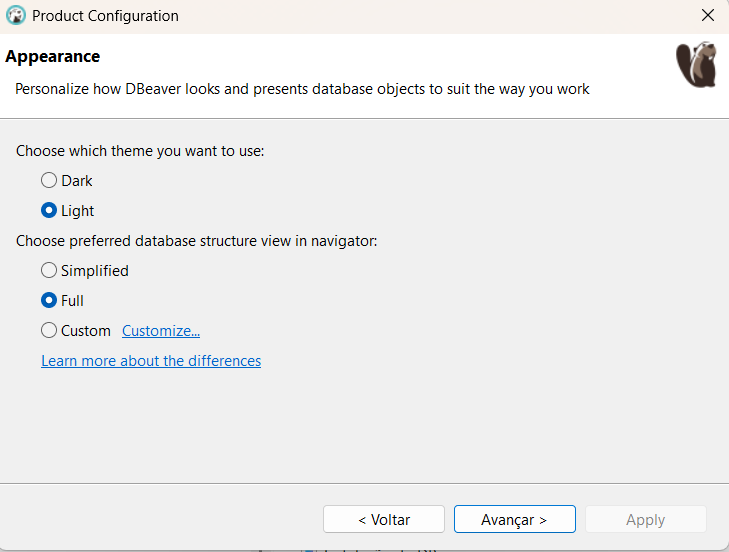 Product Configuration
Appearance
Personalize how DBeaver looks and presents database objects to suit the way you work
Choose which theme you want to use:
Dark
Light
Choose preferred database structure view in navigator:
Simplified
Full
Custom Customize...
Learn more about the differences
< Voltar Avançar > Apply